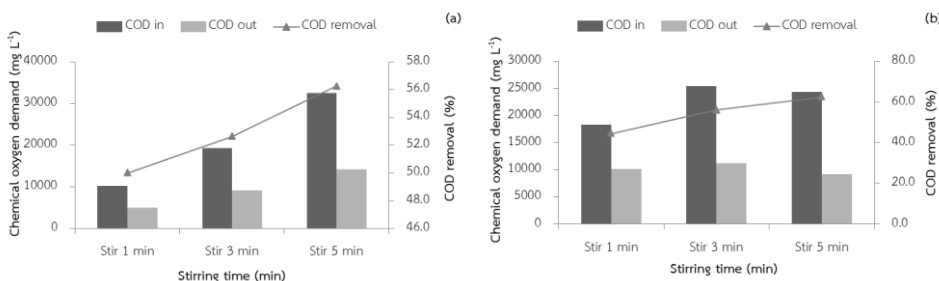 COD in COD out COD removal (a)
Chemical oxygen demand (mg L⁻¹)
40000
30000
20000
10000
0
58.0
56.0
54.0
52.0
50.0
48.0
46.0
COD removal (%)
Stir 1 min Stir 3 min Stir 5 min
Stirring time (min)
COD in COD out COD removal (b)
Chemical oxygen demand (mg L⁻¹)
30000
25000
20000
15000
10000
5000
0
80.0
60.0
40.0
20.0
0.0
COD removal (%)
Stir 1 min Stir 3 min Stir 5 min
Stirring time (min)